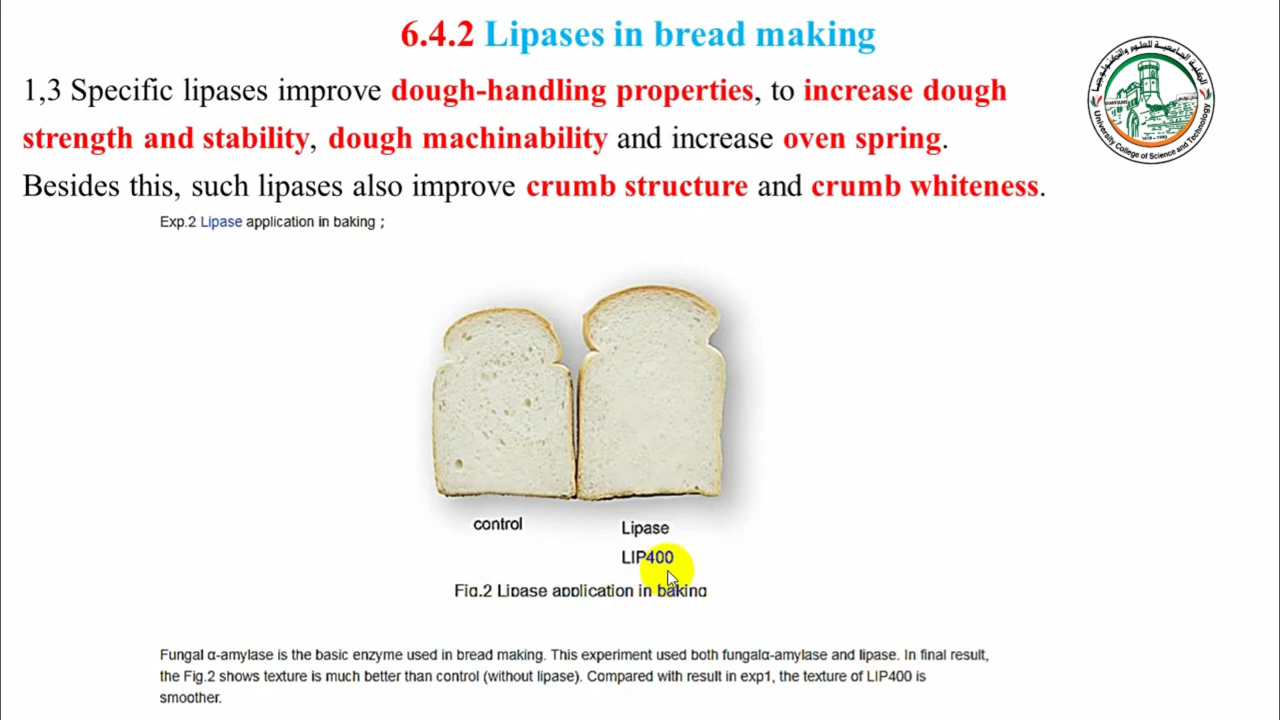 6.4.2 Lipases in bread making
1,3 Specific lipases improve dough-handling properties, to increase dough
strength and stability, dough machinability and increase oven spring.
Besides this, such lipases also improve crumb structure and crumb whiteness.
الكلية الجامعية للعلوم والتكنولوجيا
University College of Science and Technology
Exp.2 Lipase application in baking ;
control
Lipase
LIP400
Fig.2 Lipase application in baking
Fungal α-amylase is the basic enzyme used in bread making. This experiment used both fungalα-amylase and lipase. In final result,
the Fig.2 shows texture is much better than control (without lipase). Compared with result in exp1, the texture of LIP400 is
smoother.